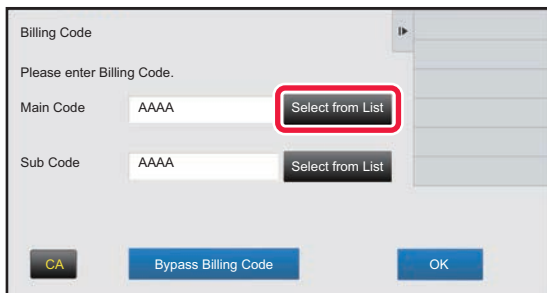 Billing Code
Please enter Billing Code.
Main Code AAAA Select from List
Sub Code AAAA Select from List
CA Bypass Billing Code OK